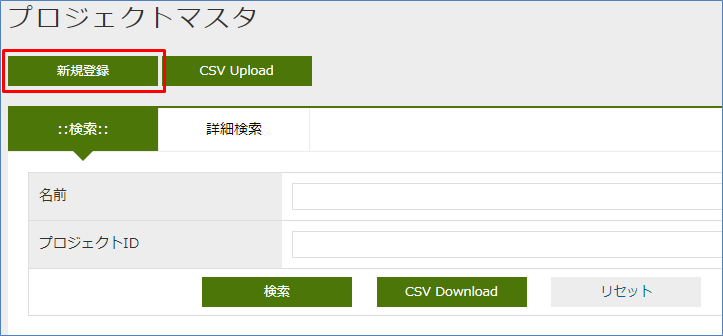 プロジェクトマスタ
新規登録 CSV Upload
::検索:: 詳細検索
名前
プロジェクトID
検索 CSV Download リセット